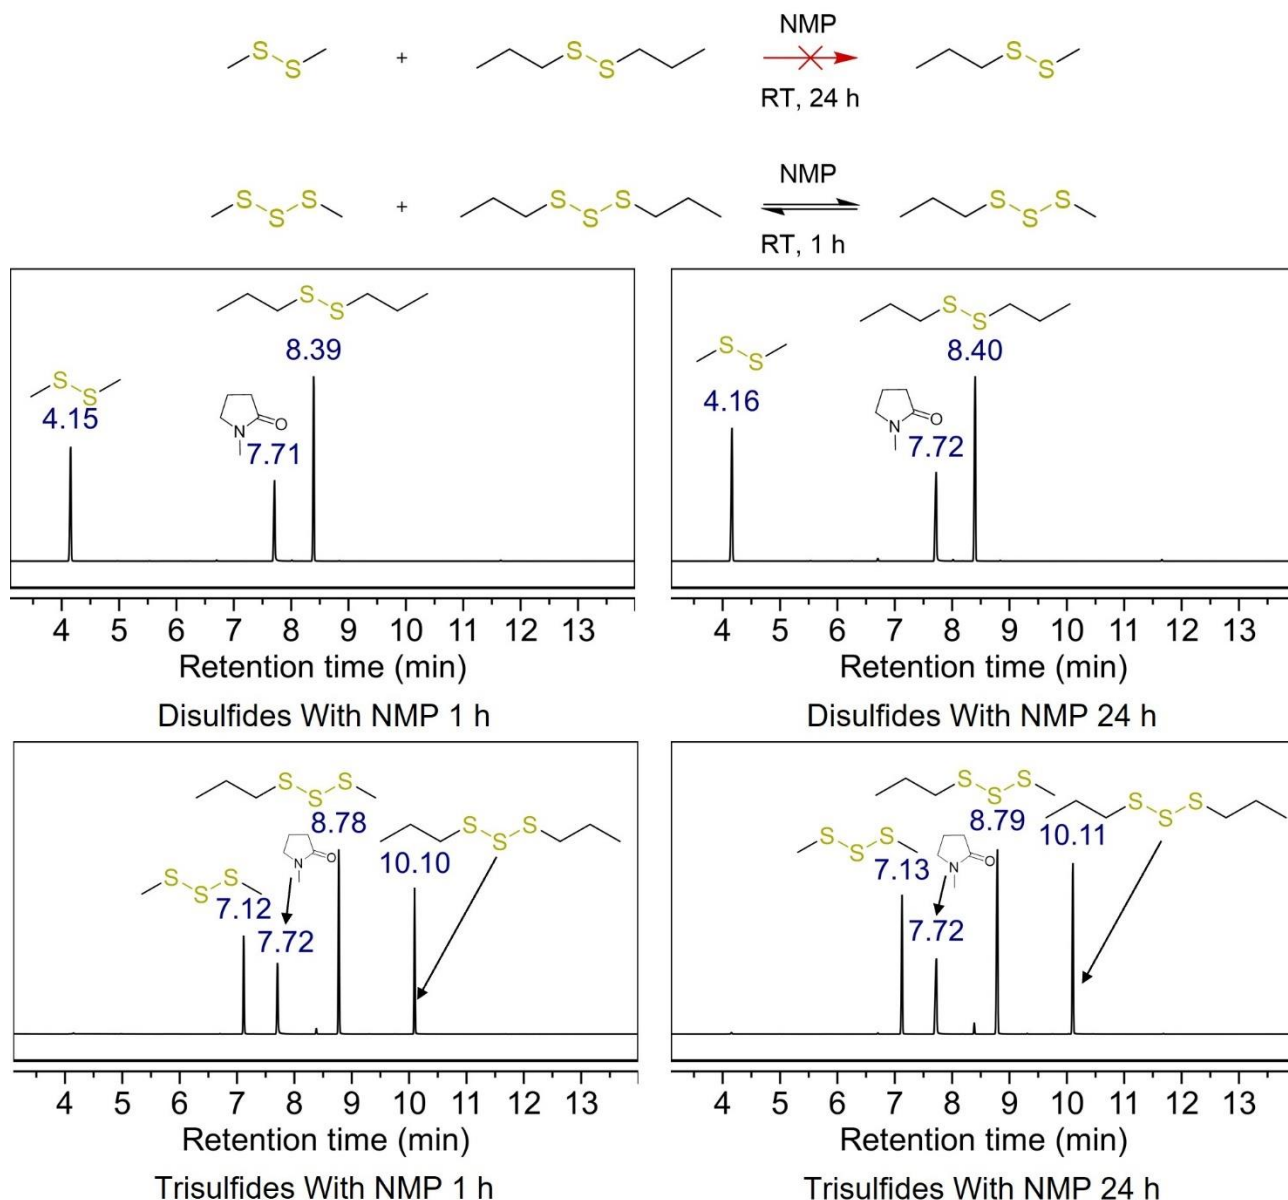 NMP
S S + S S
RT, 24 h
S S
NMP
S S S + S S S
RT, 1 h
S S S
S S
8.39
S S
4.15
N O
7.71
4 5 6 7 8 9 10 11 12 13
Retention time (min)
Disulfides With NMP 1 h
S S
8.40
S S
4.16
N O
7.72
4 5 6 7 8 9 10 11 12 13
Retention time (min)
Disulfides With NMP 24 h
S S S
8.78
S S S
10.10
N O
S S S
7.12
7.72
4 5 6 7 8 9 10 11 12 13
Retention time (min)
Trisulfides With NMP 1 h
S S S
8.79
S S S
10.11
S S S
7.13
N O
7.72
4 5 6 7 8 9 10 11 12 13
Retention time (min)
Trisulfides With NMP 24 h